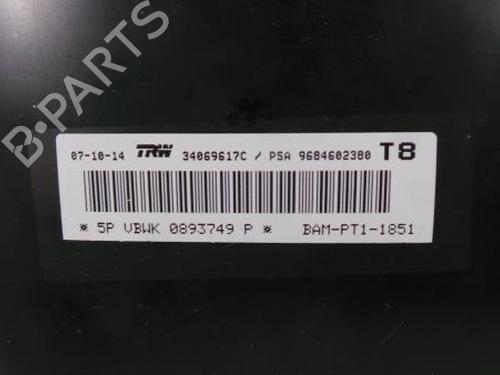 07-10-14 TRW 34069617C / PSA 9684602380 T8
* 5P VBWK 0893749 P * BAM-PT1-1851
B-PARTS